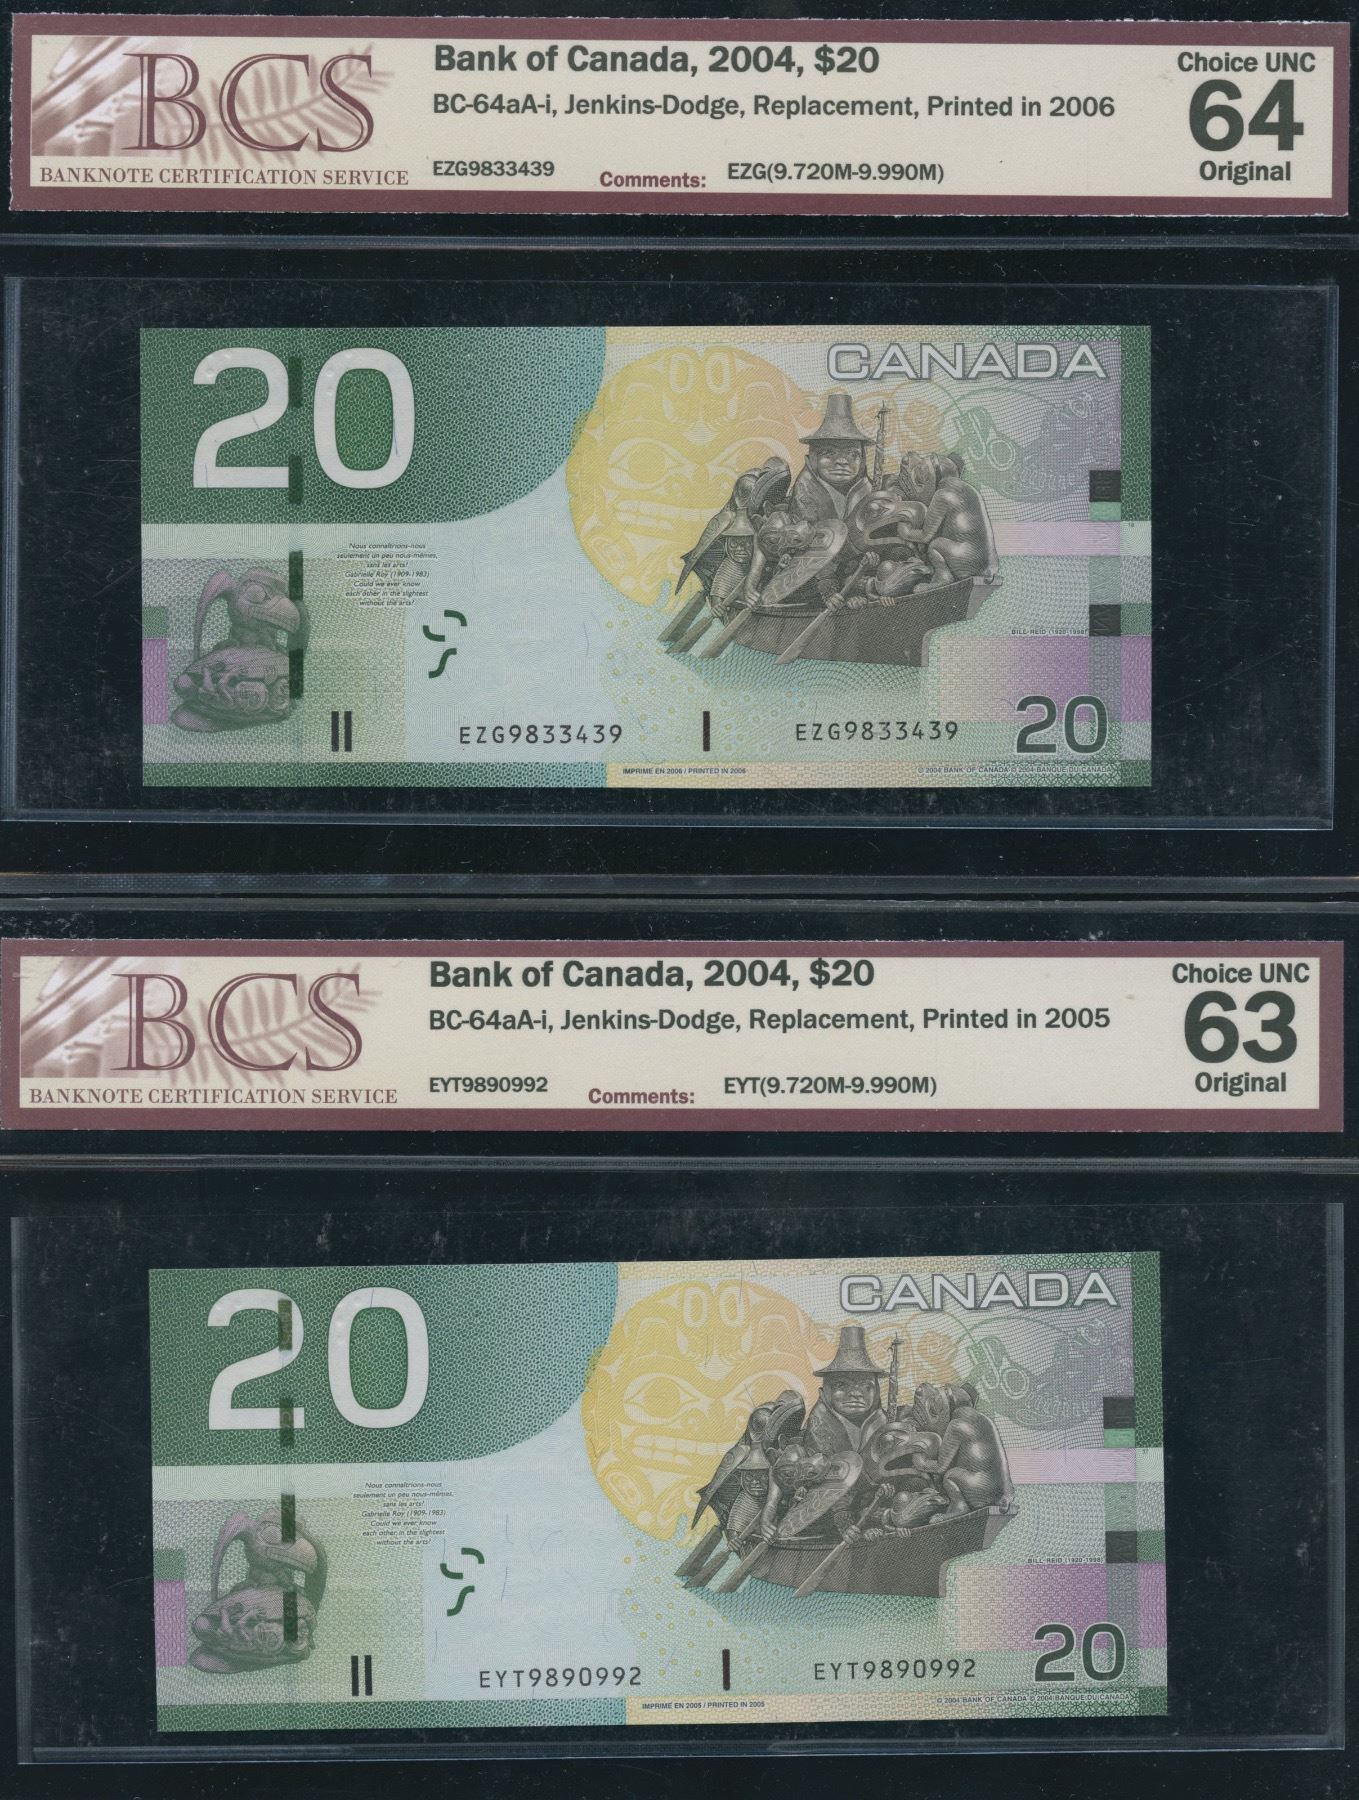 BCS
BANKNOTE CERTIFICATION SERVICE
Bank of Canada, 2004, $20
BC-64aA-i, Jenkins-Dodge, Replacement, Printed in 2006
EZG9833439 Comments: EZG(9.720M-9.990M)
Choice UNC
64
Original
20
CANADA
Nous connaîtrions-nous
seulement un peu nous-mêmes,
sans les arts?
Gabrielle Roy (1909-1983)
Could we ever know
each other in the slightest
without the arts?
BILL REID (1920-1998)
EZG9833439 EZG9833439 20
IMPRIMÉ EN 2006 / PRINTED IN 2006 © 2004 BANK OF CANADA © 2004 BANQUE DU CANADA
BCS
BANKNOTE CERTIFICATION SERVICE
Bank of Canada, 2004, $20
BC-64aA-i, Jenkins-Dodge, Replacement, Printed in 2005
EYT9890992 Comments: EYT(9.720M-9.990M)
Choice UNC
63
Original
20
CANADA
Nous connaîtrions-nous
seulement un peu nous-mêmes,
sans les arts?
Gabrielle Roy (1909-1983)
Could we ever know
each other in the slightest
without the arts?
BILL REID (1920-1998)
EYT9890992 EYT9890992 20
IMPRIMÉ EN 2005 / PRINTED IN 2005 © 2004 BANK OF CANADA © 2004 BANQUE DU CANADA